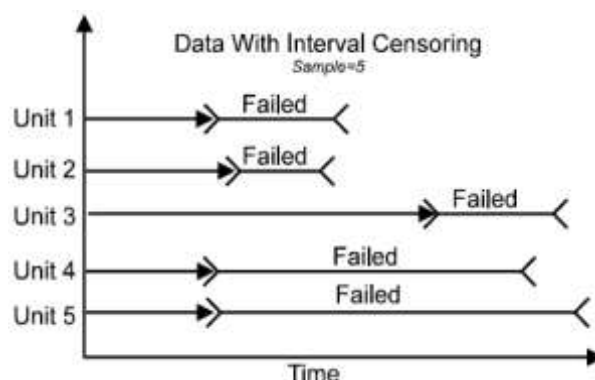 Data With Interval Censoring
Sample=5
Unit 1 Failed
Unit 2 Failed
Unit 3 Failed
Unit 4 Failed
Unit 5 Failed
Time